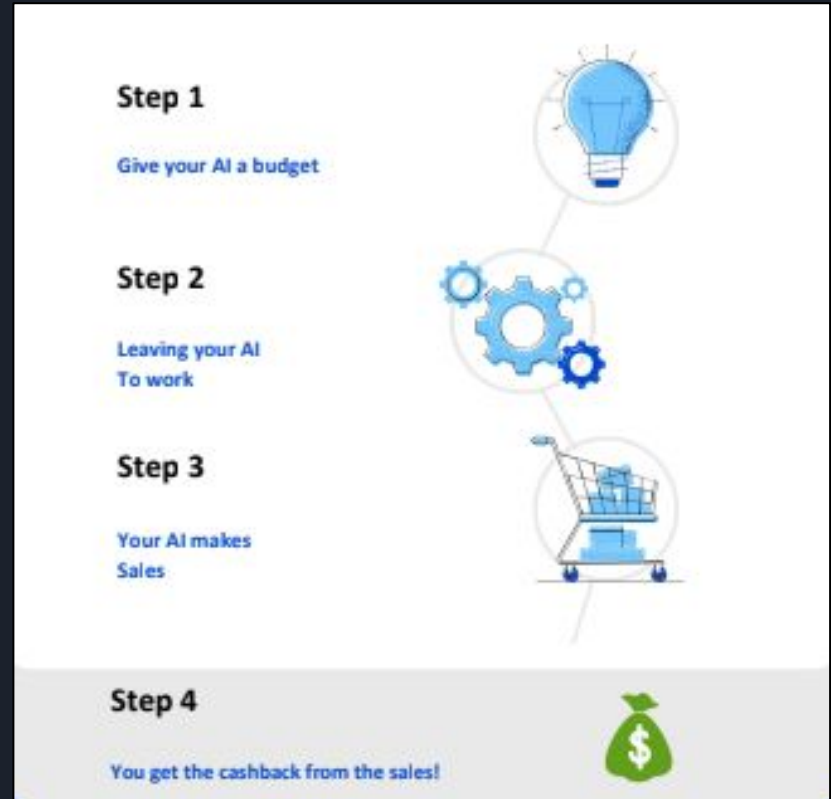 Step 1
Give your AI a budget
Step 2
Leaving your AI
To work
Step 3
Your AI makes
Sales
Step 4
You get the cashback from the sales!
$